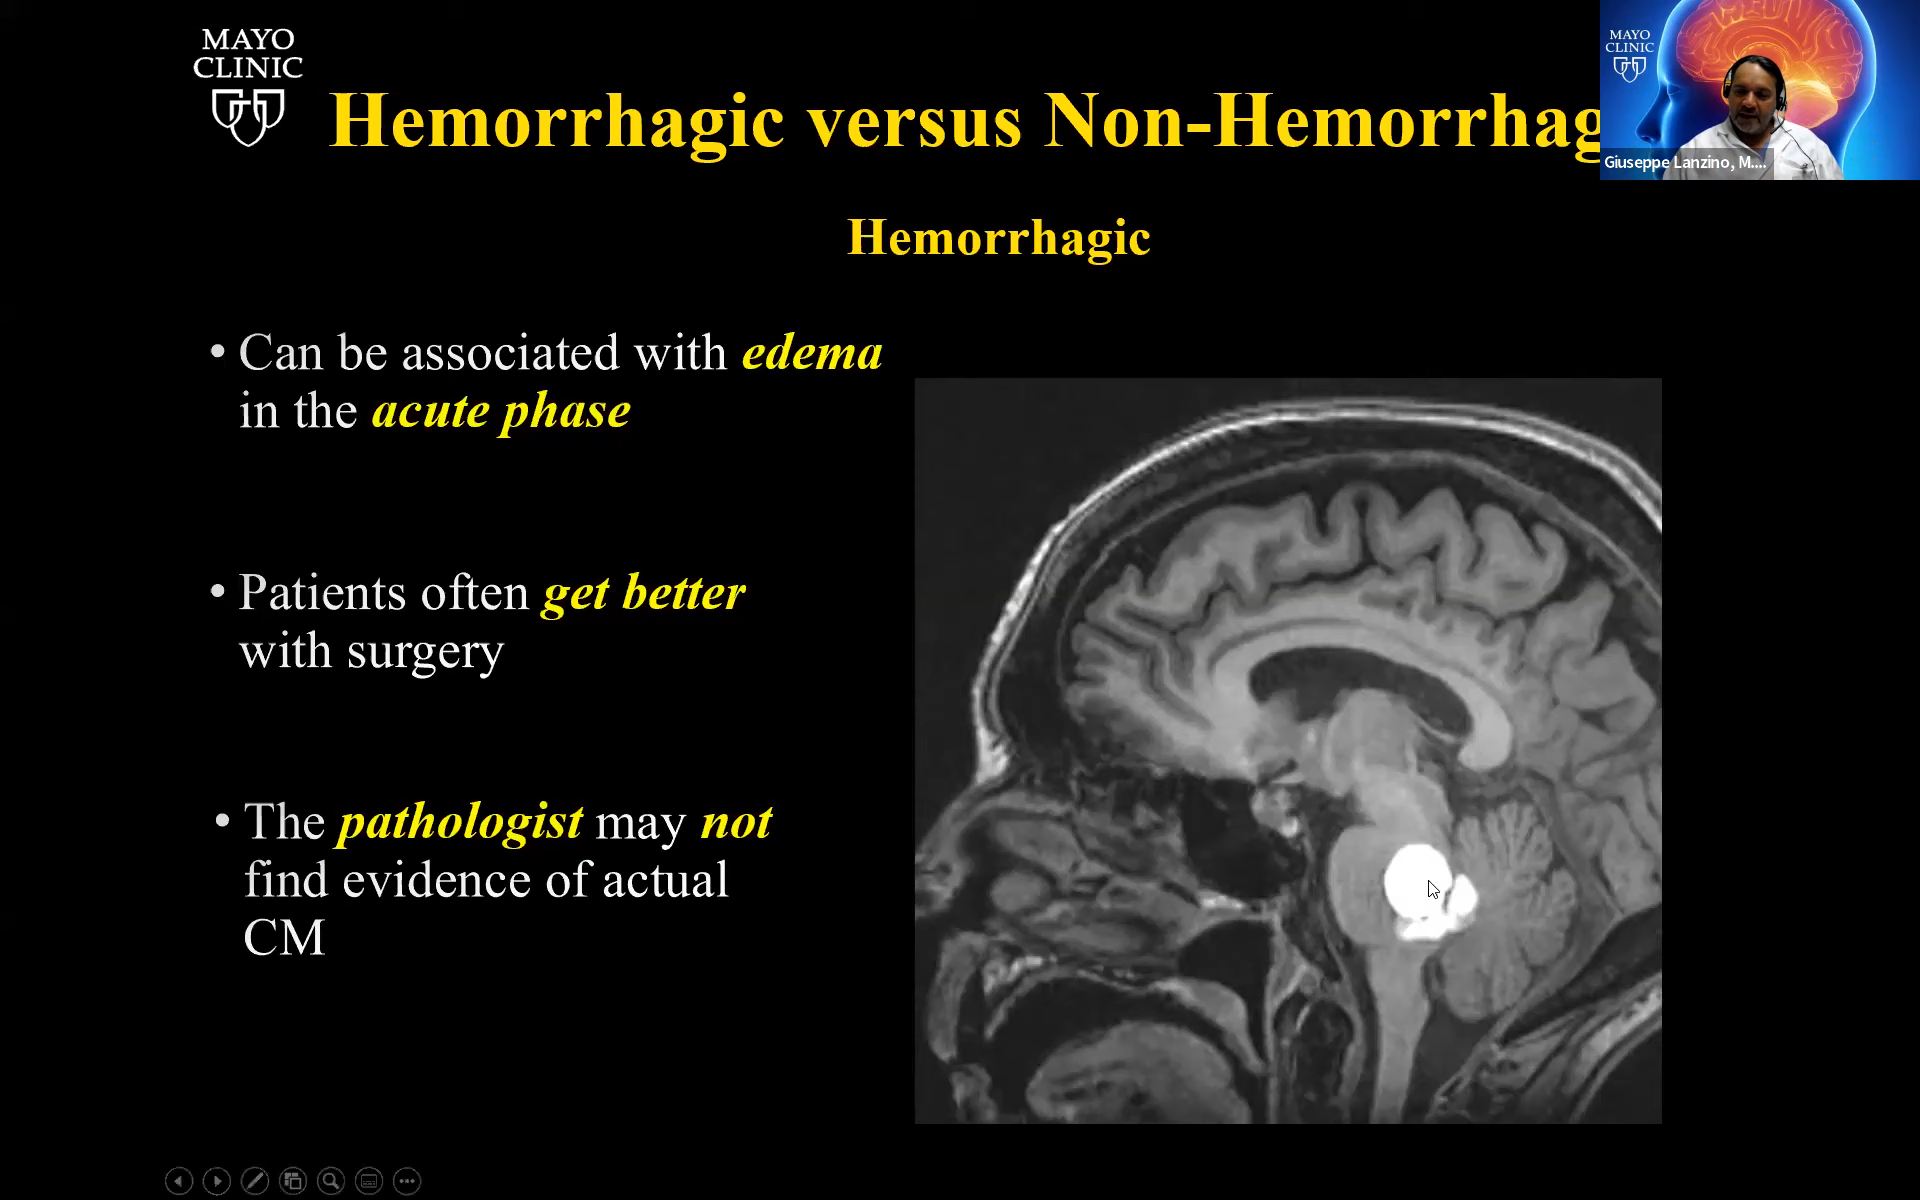 MAYO
CLINIC
Hemorrhagic versus Non-Hemorrhag
MAYO
CLINIC
Giuseppe Lanzino, M....
Hemorrhagic
• Can be associated with edema
in the acute phase
• Patients often get better
with surgery
• The pathologist may not
find evidence of actual
CM